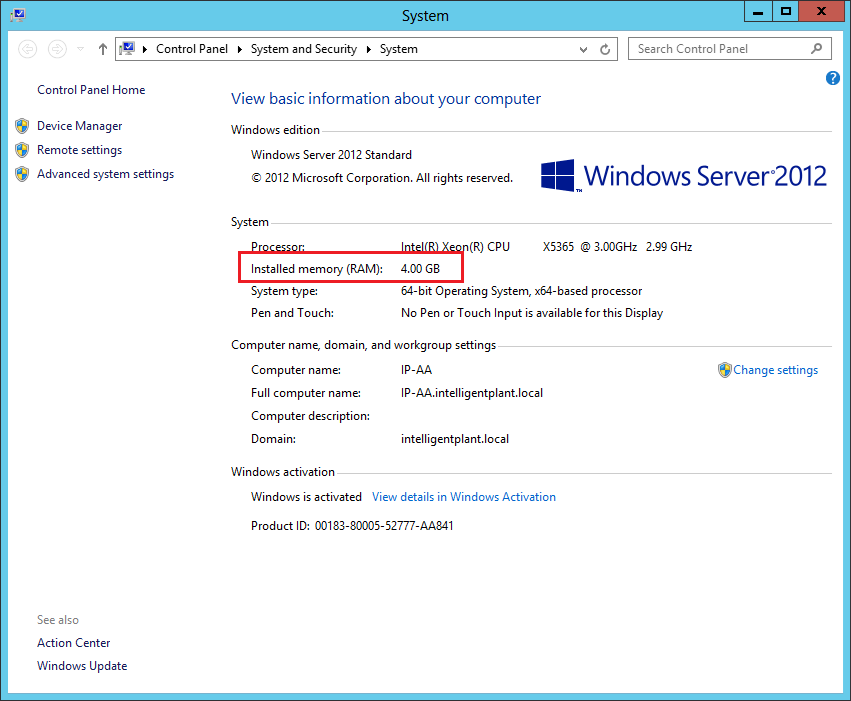 System
Control Panel System and Security System
Search Control Panel
Control Panel Home
Device Manager
Remote settings
Advanced system settings
View basic information about your computer
Windows edition
Windows Server 2012 Standard
© 2012 Microsoft Corporation. All rights reserved.
Windows Server 2012
System
Processor: Intel(R) Xeon(R) CPU X5365 @ 3.00GHz 2.99 GHz
Installed memory (RAM): 4.00 GB
System type: 64-bit Operating System, x64-based processor
Pen and Touch: No Pen or Touch Input is available for this Display
Computer name, domain, and workgroup settings
Computer name: IP-AA
Change settings
Full computer name: IP-AA.intelligentplant.local
Computer description:
Domain: intelligentplant.local
Windows activation
Windows is activated View details in Windows Activation
Product ID: 00183-80005-52777-AA841
See also
Action Center
Windows Update